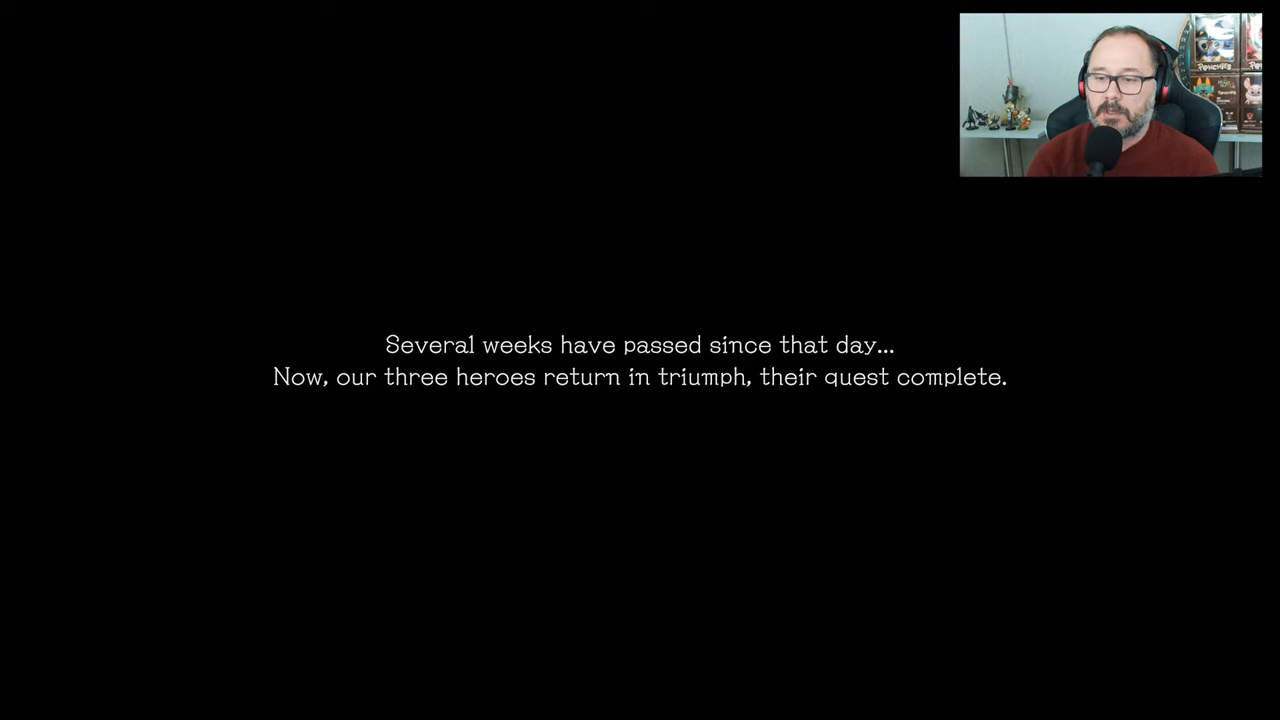 Several weeks have passed since that day...
Now, our three heroes return in triumph, their quest complete.